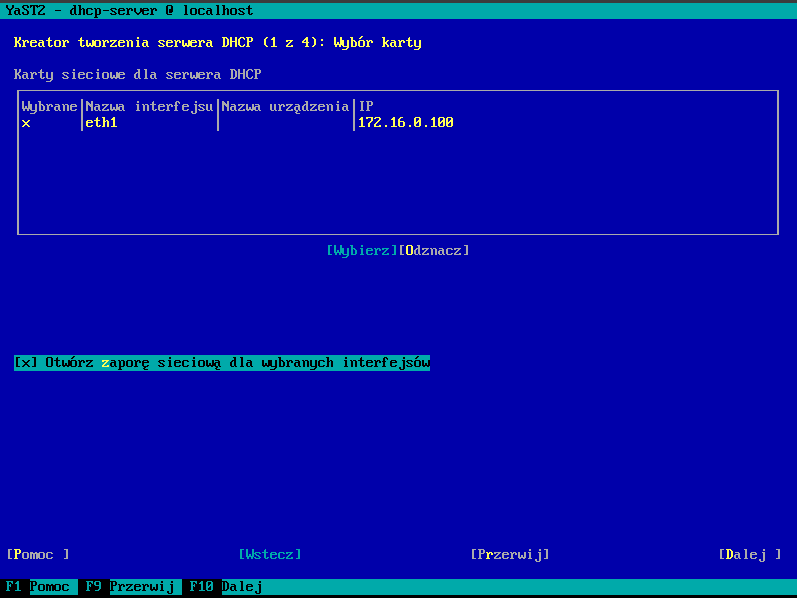 YaST2 - dhcp-server @ localhost
Kreator tworzenia serwera DHCP (1 z 4): Wybór karty
Karty sieciowe dla serwera DHCP
Wybrane|Nazwa interfejsu|Nazwa urządzenia|IP
x eth1 172.16.0.100
[Wybierz][Odznacz]
[x] Otwórz zaporę sieciową dla wybranych interfejsów
[Pomoc ] [Wstecz] [Przerwij] [Dalej ]
F1 Pomoc F9 Przerwij F10 Dalej